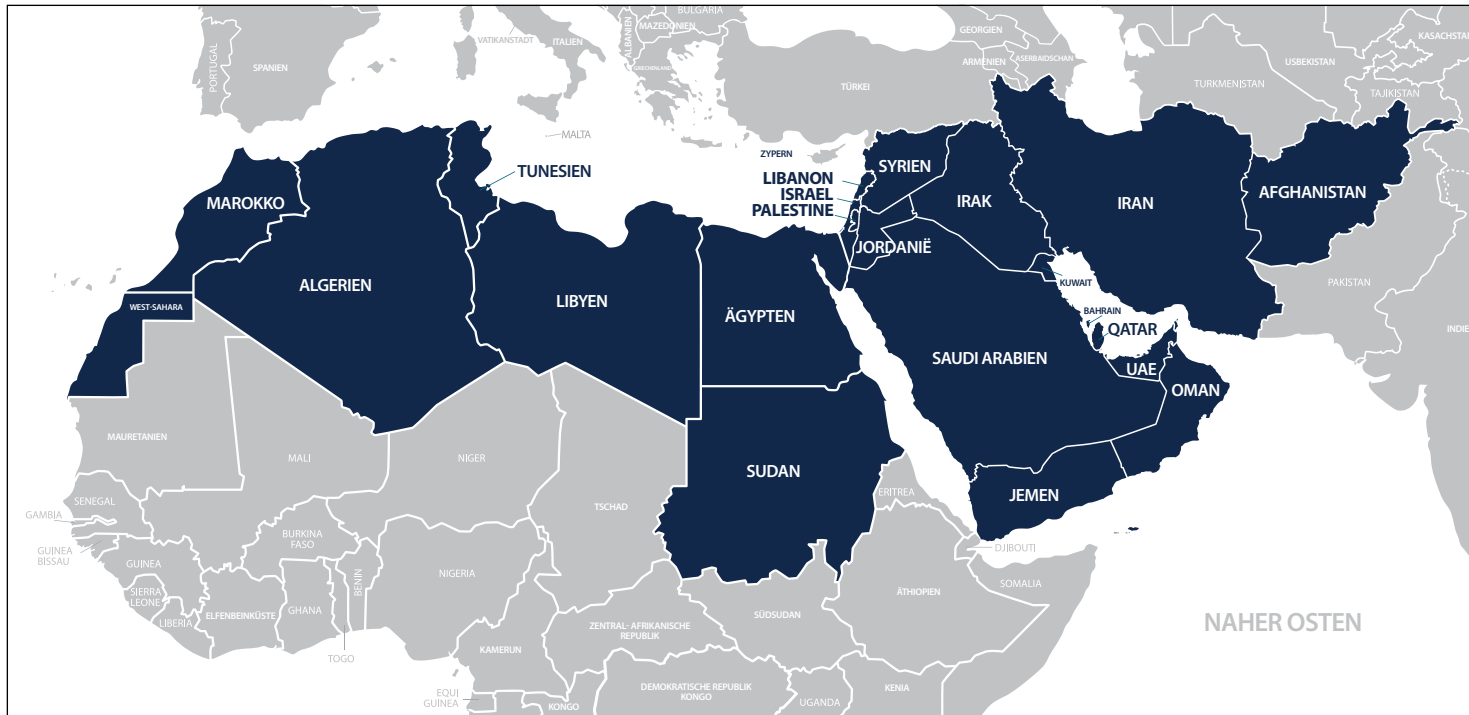 BULGARIA
MAZEDONIEN
VATIKANSTADT
ITALIEN
ALBANIEN
GEORGIEN
KASACHSTAN
PORTUGAL
SPANIEN
GRIECHENLAND
ARMENIEN
ASERBAIDSCHAN
USBEKISTAN
TÜRKEI
TURKMENISTAN
TAJIKISTAN
MALTA
ZYPERN
TUNESIEN
LIBANON
ISRAEL
PALESTINE
SYRIEN
MAROKKO
IRAK
IRAN
AFGHANISTAN
JORDANIË
ALGERIEN
LIBYEN
ÄGYPTEN
KUWAIT
PAKISTAN
WEST-SAHARA
BAHRAIN
QATAR
INDIE
SAUDI ARABIEN
UAE
OMAN
MAURETANIEN
MALI
NIGER
SUDAN
TSCHAD
ERITREA
JEMEN
SENEGAL
GAMBIA
GUINEA
BISSAU
BURKINA
FASO
DJIBOUTI
GUINEA
BENIN
NIGERIA
SOMALIA
SIERRA
LEONE
ÄTHIOPIEN
LIBERIA
ELFENBEINKÜSTE
GHANA
ZENTRAL- AFRIKANISCHE
REPUBLIK
SÜDSUDAN
NAHER OSTEN
TOGO
KAMERUN
EQUI
GUINEA
KONGO
DEMOKRATISCHE REPUBLIK
KONGO
UGANDA
KENIA